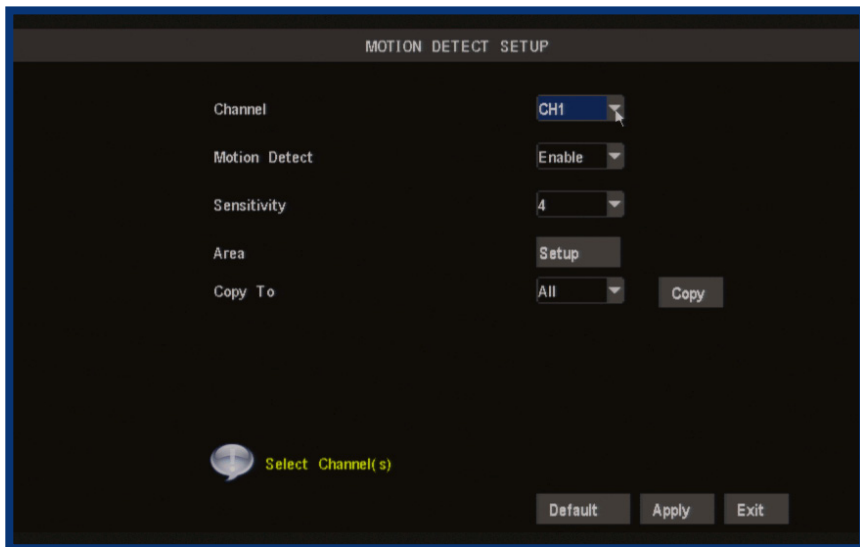 MOTION DETECT SETUP
Channel CH1
Motion Detect Enable
Sensitivity 4
Area Setup
Copy To All Copy
Select Channel(s)
Default Apply Exit